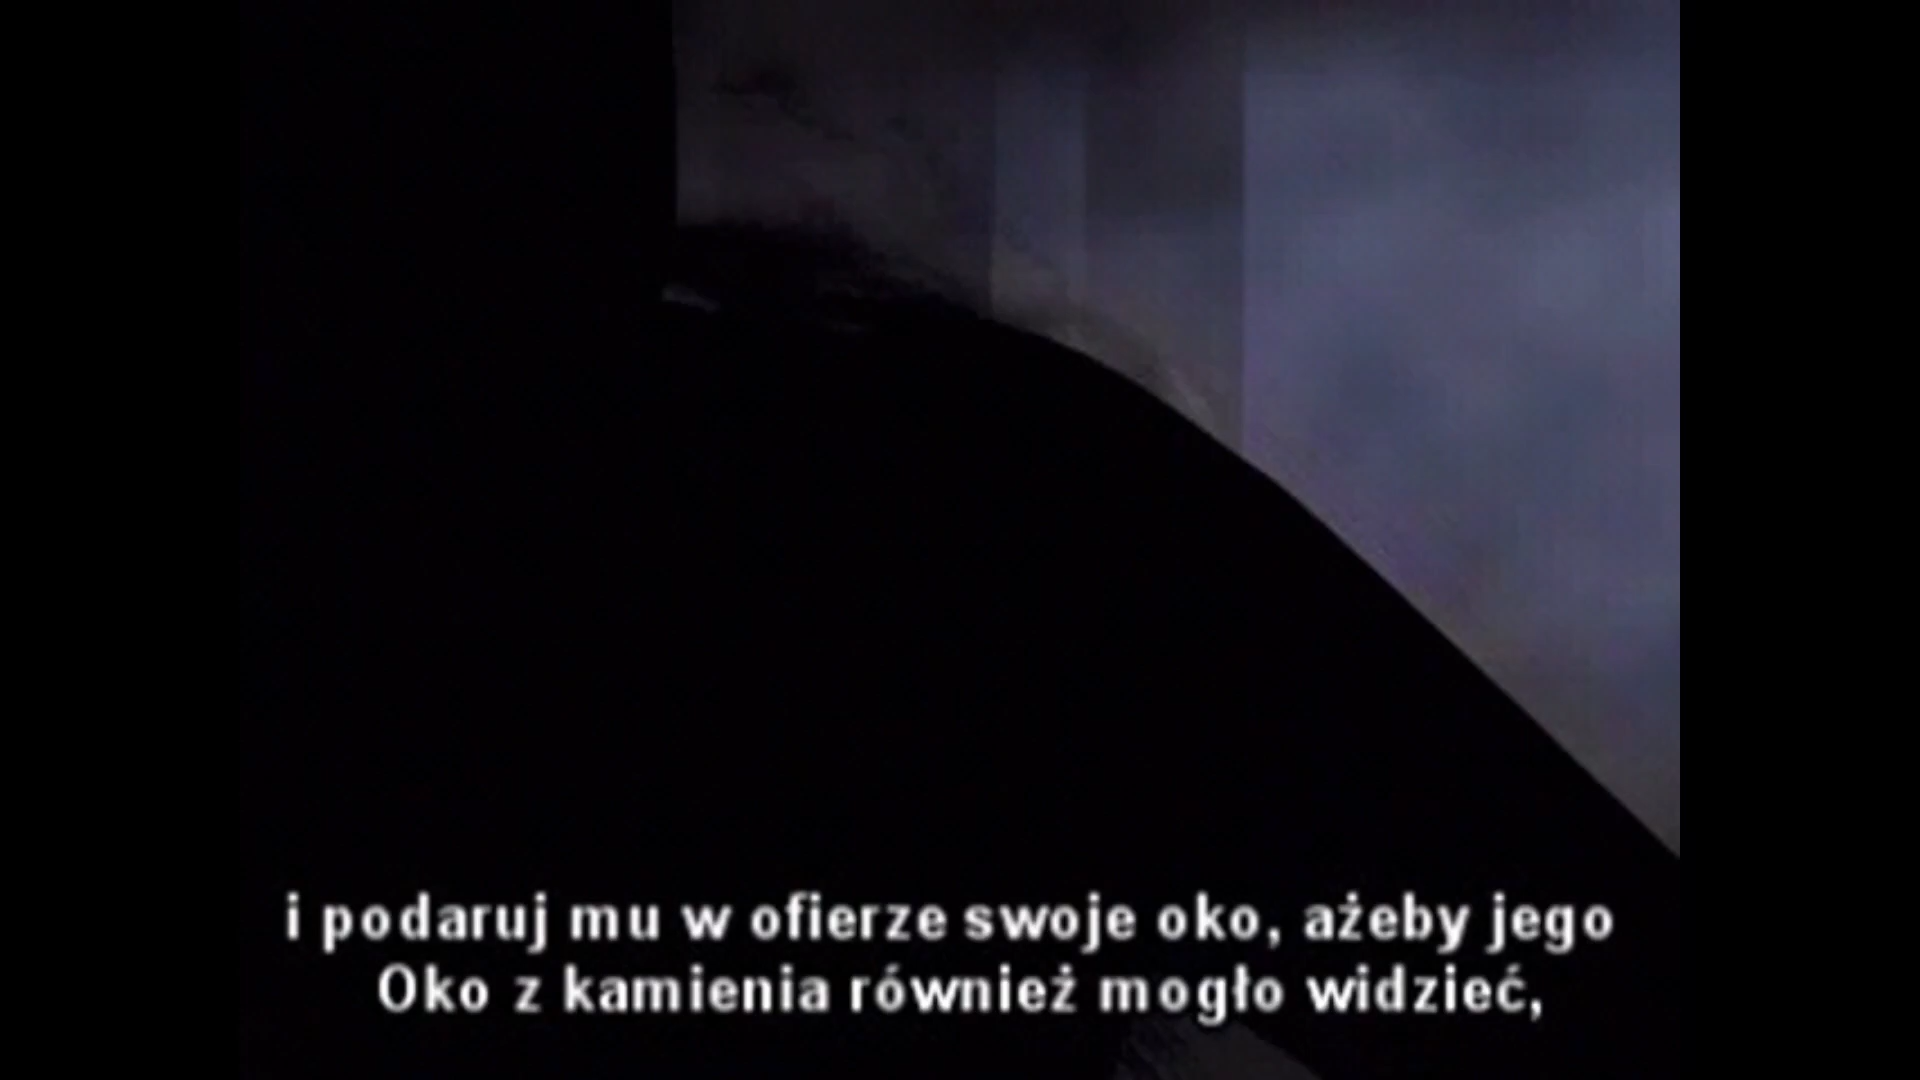 i podaruj mu w ofierze swoje oko, ażeby jego
Oko z kamienia również mogło widzieć,